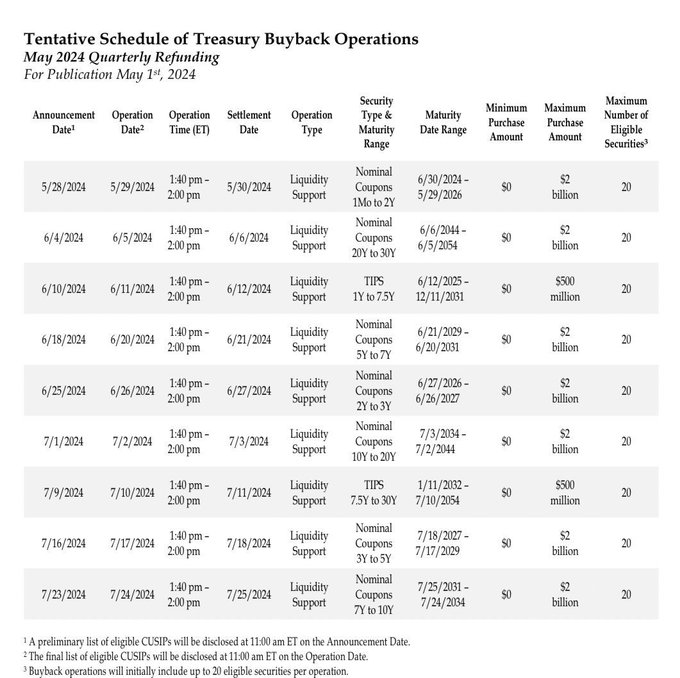 Tentative Schedule of Treasury Buyback Operations
May 2024 Quarterly Refunding
For Publication May 1st, 2024
Announcement Date¹ Operation Date² Operation Time (ET) Settlement Date Operation Type Security Type & Maturity Range Maturity Date Range Minimum Purchase Amount Maximum Purchase Amount Maximum Number of Eligible Securities³
5/28/2024 5/29/2024 1:40 pm – 2:00 pm 5/30/2024 Liquidity Support Nominal Coupons 1Mo to 2Y 6/30/2024 – 5/29/2026 $0 $2 billion 20
6/4/2024 6/5/2024 1:40 pm – 2:00 pm 6/6/2024 Liquidity Support Nominal Coupons 20Y to 30Y 6/6/2044 – 6/5/2054 $0 $2 billion 20
6/10/2024 6/11/2024 1:40 pm – 2:00 pm 6/12/2024 Liquidity Support TIPS 1Y to 7.5Y 6/12/2025 – 12/11/2031 $0 $500 million 20
6/18/2024 6/20/2024 1:40 pm – 2:00 pm 6/21/2024 Liquidity Support Nominal Coupons 5Y to 7Y 6/21/2029 – 6/20/2031 $0 $2 billion 20
6/25/2024 6/26/2024 1:40 pm – 2:00 pm 6/27/2024 Liquidity Support Nominal Coupons 2Y to 3Y 6/27/2026 – 6/26/2027 $0 $2 billion 20
7/1/2024 7/2/2024 1:40 pm – 2:00 pm 7/3/2024 Liquidity Support Nominal Coupons 10Y to 20Y 7/3/2034 – 7/2/2044 $0 $2 billion 20
7/9/2024 7/10/2024 1:40 pm – 2:00 pm 7/11/2024 Liquidity Support TIPS 7.5Y to 30Y 1/11/2032 – 7/10/2054 $0 $500 million 20
7/16/2024 7/17/2024 1:40 pm – 2:00 pm 7/18/2024 Liquidity Support Nominal Coupons 3Y to 5Y 7/18/2027 – 7/17/2029 $0 $2 billion 20
7/23/2024 7/24/2024 1:40 pm – 2:00 pm 7/25/2024 Liquidity Support Nominal Coupons 7Y to 10Y 7/25/2031 – 7/24/2034 $0 $2 billion 20
¹ A preliminary list of eligible CUSIPs will be disclosed at 11:00 am ET on the Announcement Date.
² The final list of eligible CUSIPs will be disclosed at 11:00 am ET on the Operation Date.
³ Buyback operations will initially include up to 20 eligible securities per operation.